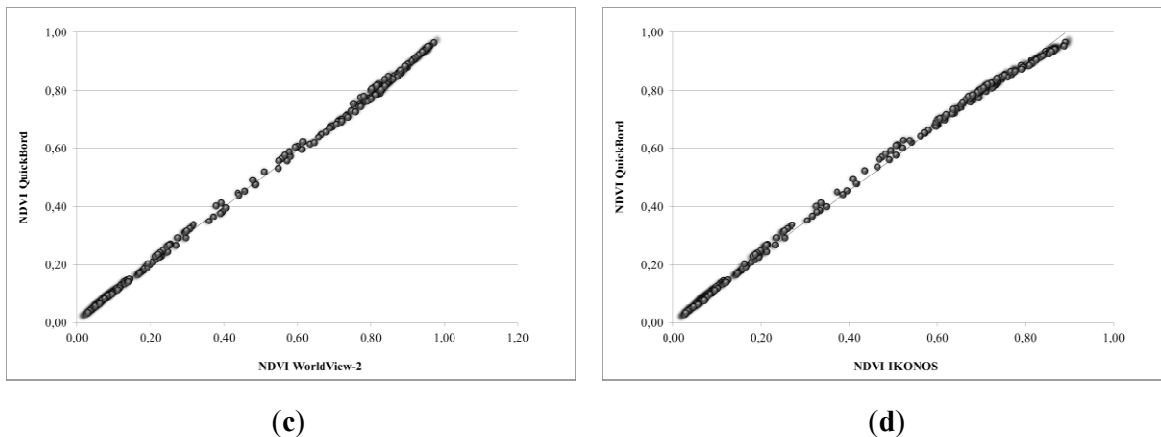 1,00
0,80
0,60
0,40
0,20
0,00
NDVI QuickBord
0,00 0,20 0,40 0,60 0,80 1,00 1,20
NDVI WorldView-2
(c)
1,00
0,80
0,60
0,40
0,20
0,00
NDVI QuickBord
0,00 0,20 0,40 0,60 0,80 1,00
NDVI IKONOS
(d)